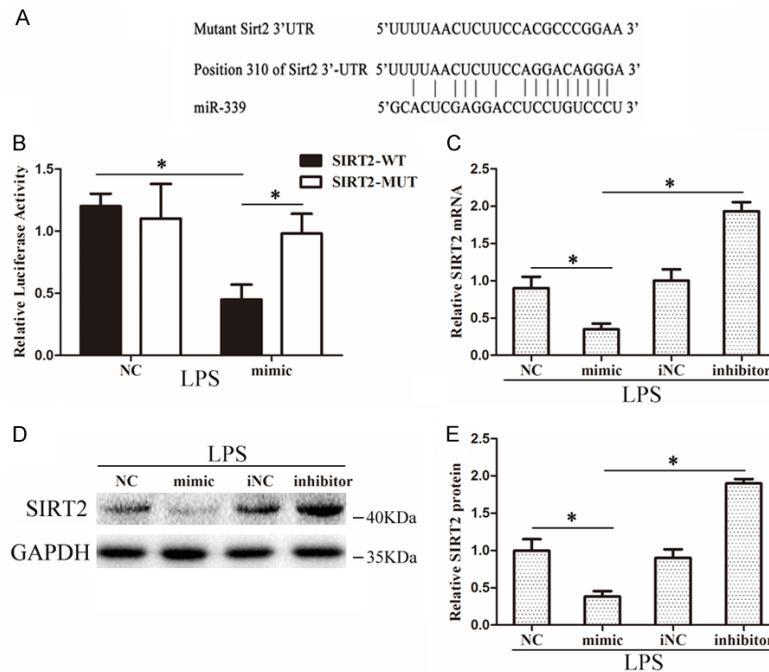 A
Mutant Sirt2 3'UTR 5'UUUUAACUCUUCCACGCCCGGAA 3'
Position 310 of Sirt2 3'-UTR 5'UUUUAACUCUUCCAGGACAGGGA 3'
miR-339 5'GCACUCGAGGACCUCCUGUCCCU 3'
B
Relative Luciferase Activity
1.5
1.0
0.5
0.0
* *
SIRT2-WT
SIRT2-MUT
NC mimic
LPS
C
Relative SIRT2 mRNA
2.5
2.0
1.5
1.0
0.5
0.0
* *
NC mimic iNC inhibitor
LPS
D
LPS
NC mimic iNC inhibitor
SIRT2 –40KDa
GAPDH –35KDa
E
Relative SIRT2 protein
2.5
2.0
1.5
1.0
0.5
0.0
* *
NC mimic iNC inhibitor
LPS